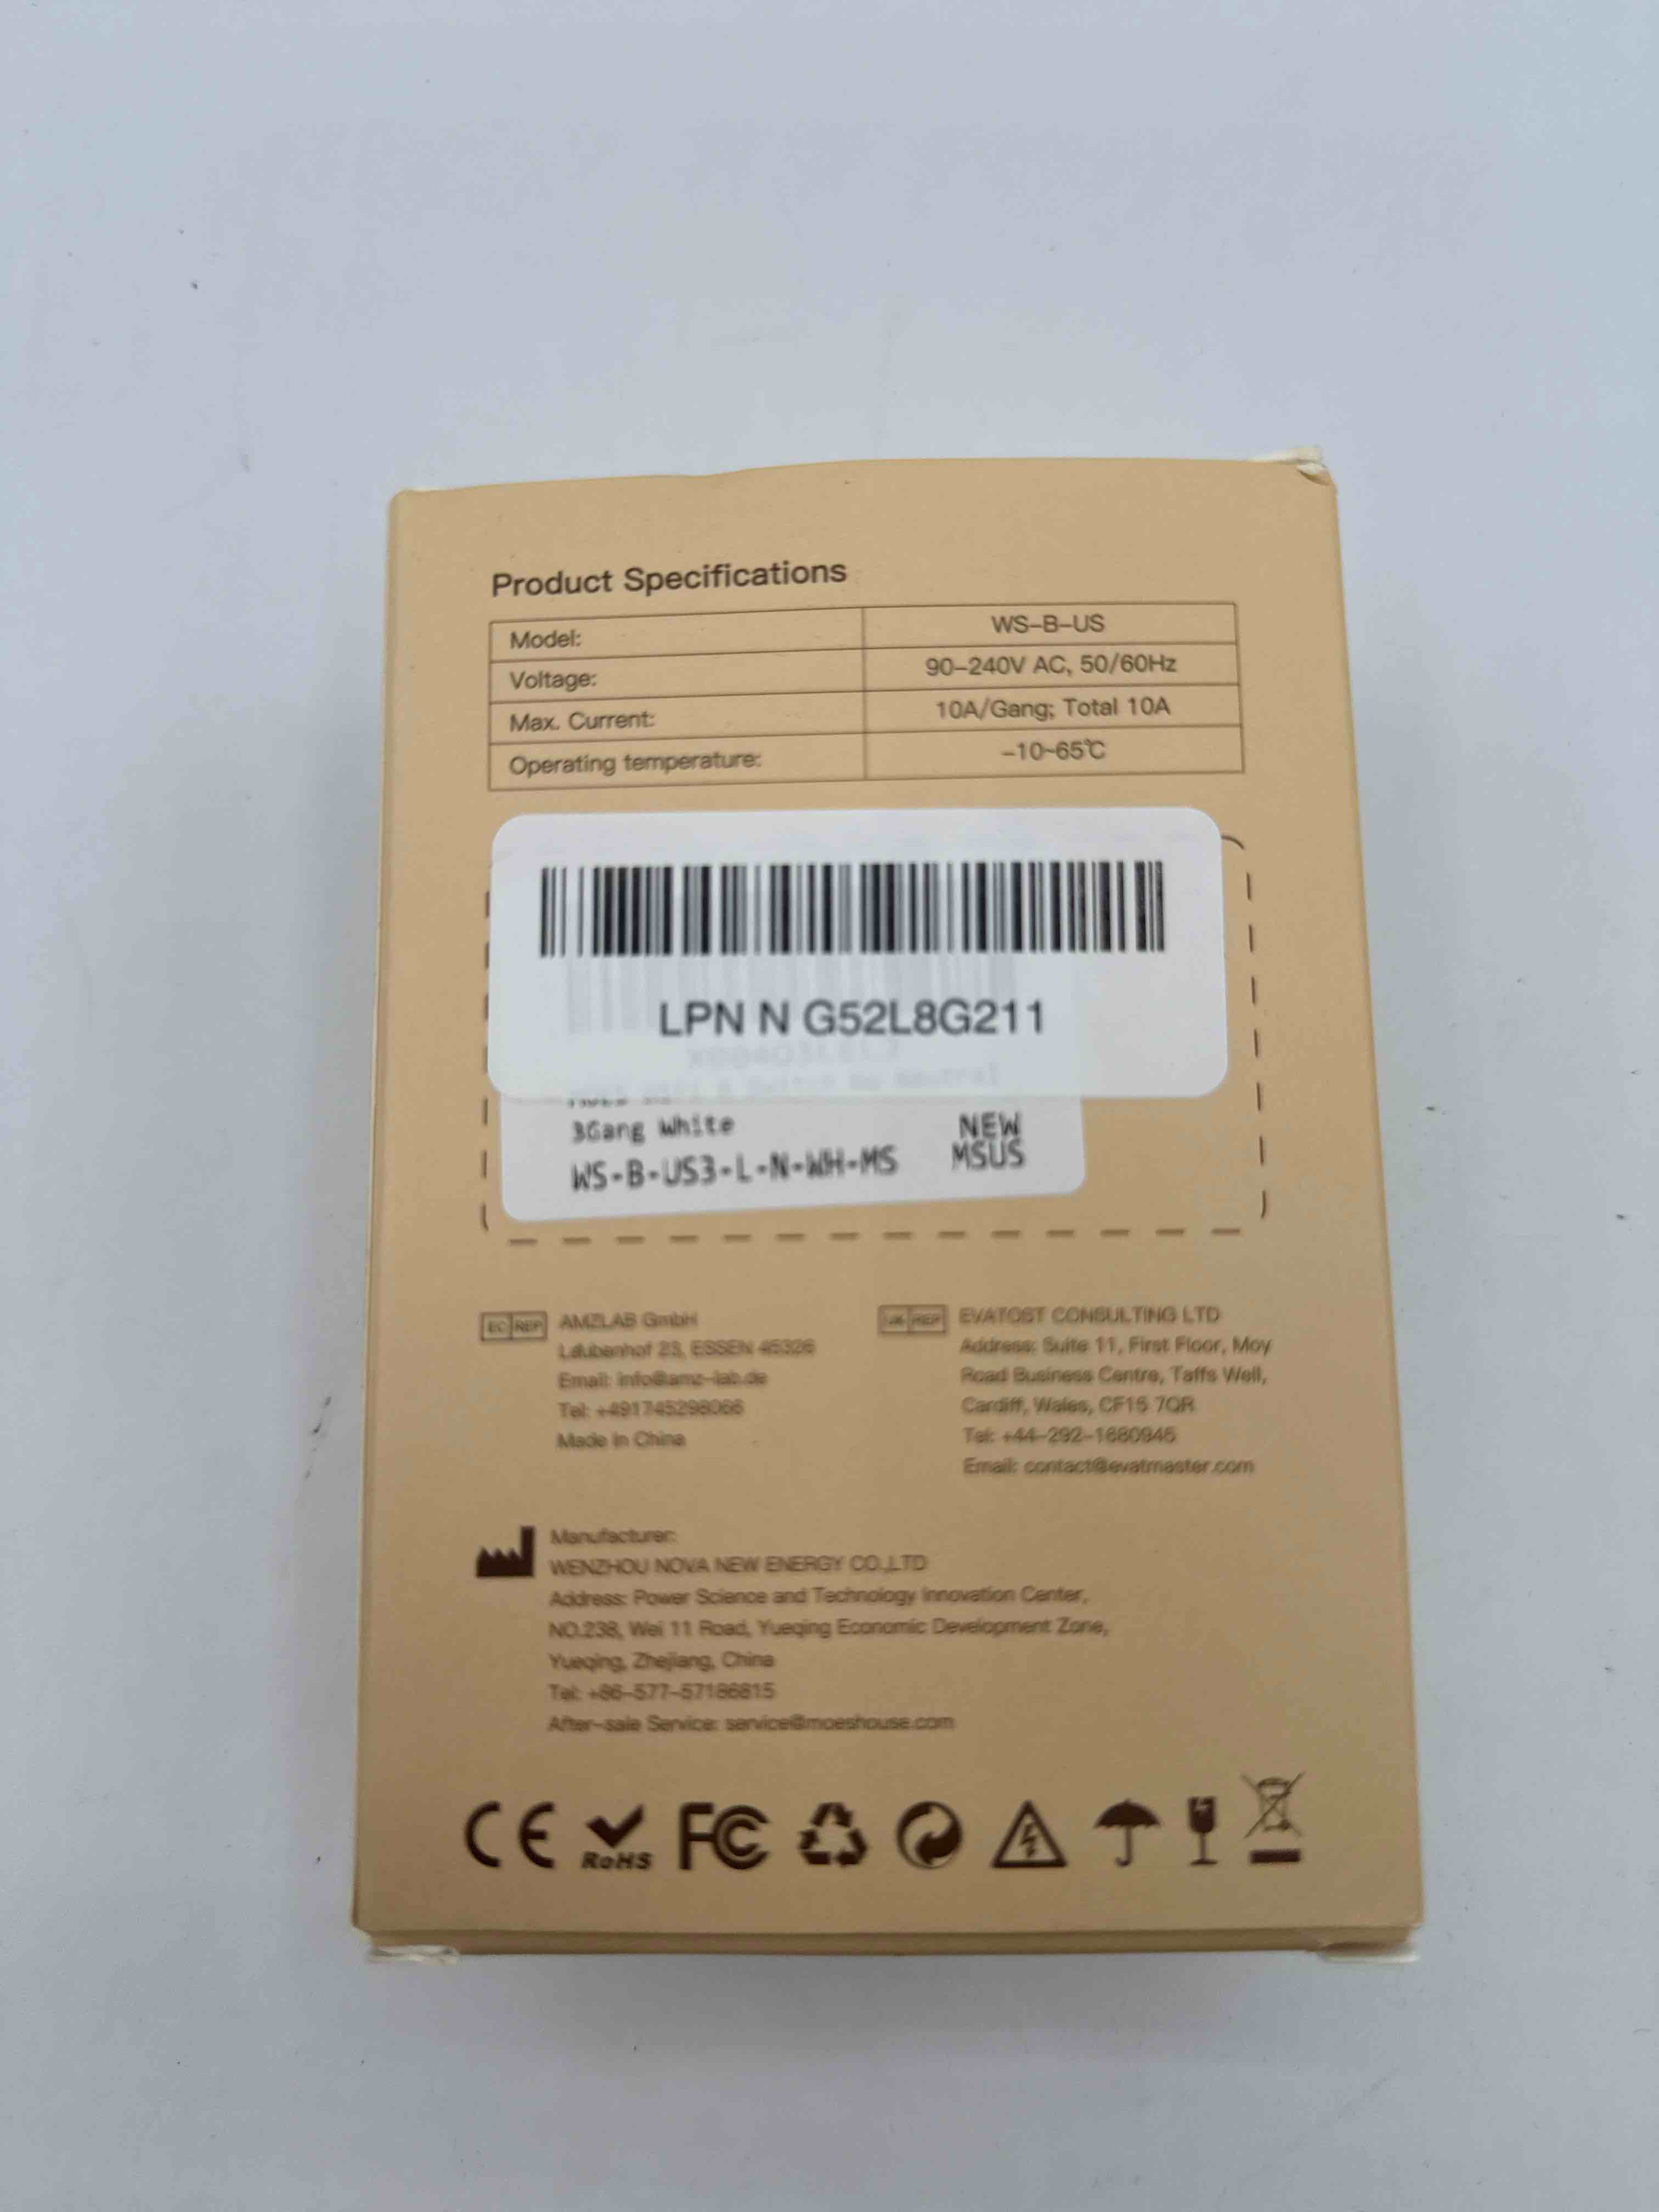 Product Specifications
Model: WS-B-US
Voltage: 90-240V AC, 50/60Hz
Max. Current: 10A/Gang; Total 10A
Operating temperature: -10~65℃
LPN N G52L8G211
3Gang White NEW
WS-B-US3-L-N-WH-MS MSUS
EC REP AMZLAB GmbH
Laubenhof 23, ESSEN 45326
Email: info@amz-lab.de
Tel: +491745298066
Made in China
UK REP EVATOST CONSULTING LTD
Address: Suite 11, First Floor, Moy
Road Business Centre, Taffs Well,
Cardiff, Wales, CF15 7QR
Tel: +44-292-1680945
Email: contact@evatmaster.com
Manufacturer:
WENZHOU NOVA NEW ENERGY CO.,LTD
Address: Power Science and Technology Innovation Center,
NO.238, Wei 11 Road, Yueqing Economic Development Zone,
Yueqing, Zhejiang, China
Tel: +86-577-57186815
After-sale Service: service@moeshouse.com
CE RoHS FC